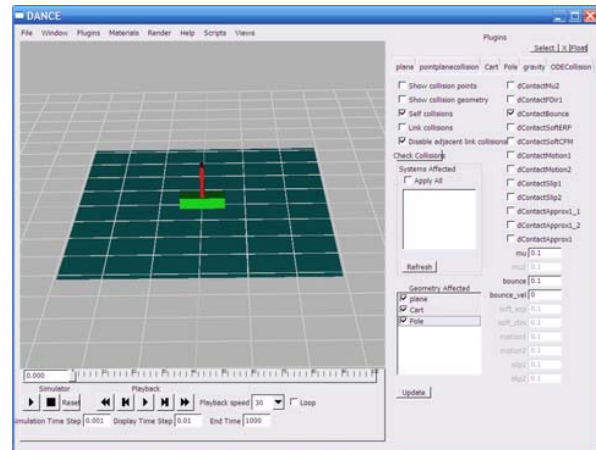 DANCE
File Window Plugins Materials Render Help Scripts Views
Plugins
Select X Float
plane pointplanecollision Cart Pole gravity ODECollision
Show collision points
Show collision geometry
Self collisions
Link collisions
Disable adjacent link collisions
Check Collisions
Systems Affected
Apply All
Refresh
Geometry Affected
plane
Cart
Pole
Update
dContactMu2
dContactFDir1
dContactBounce
dContactSoftERP
dContactSoftCFM
dContactMotion1
dContactMotion2
dContactSlip1
dContactSlip2
dContactApprox1_1
dContactApprox1_2
dContactApprox1
mu 0.1
mu2 0.1
bounce 0.1
bounce_vel 0
soft_erp 0.1
soft_cfm 0.1
motion1 0.1
motion2 0.1
slip1 0.1
slip2 0.1
0.000
Simulator Playback
Reset Playback speed 30 Loop
Simulation Time Step 0.001 Display Time Step 0.01 End Time 1000